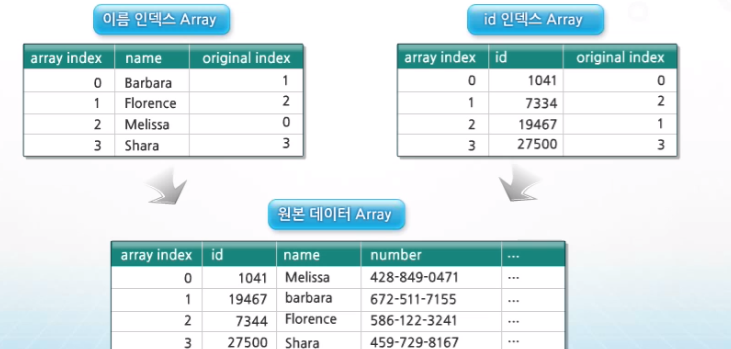 이름 인덱스 Array
array index name original index
0 Barbara 1
1 Florence 2
2 Melissa 0
3 Shara 3
id 인덱스 Array
array index id original index
0 1041 0
1 7334 2
2 19467 1
3 27500 3
원본 데이터 Array
array index id name number ...
0 1041 Melissa 428-849-0471 ...
1 19467 barbara 672-511-7155 ...
2 7344 Florence 586-122-3241 ...
3 27500 Shara 459-729-8167 ...